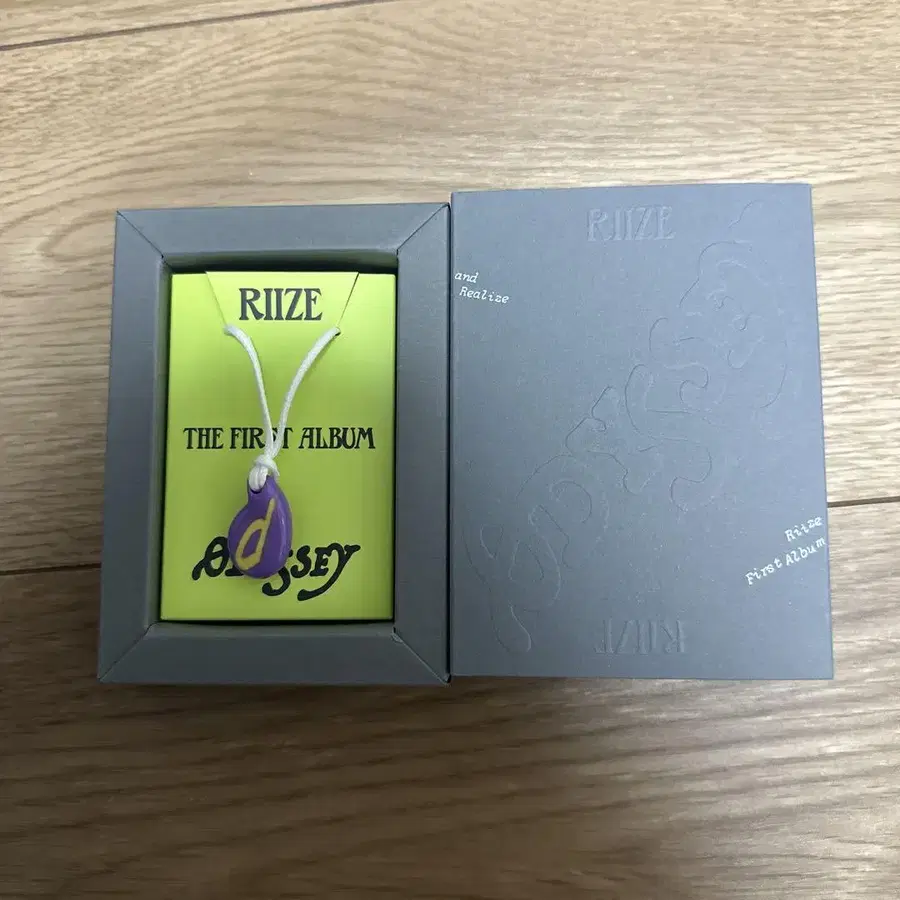 RIIZE
THE FIRST ALBUM
ODYSSEY
d
RIIZE
and
Realize
Riize
First Album
RIIZE